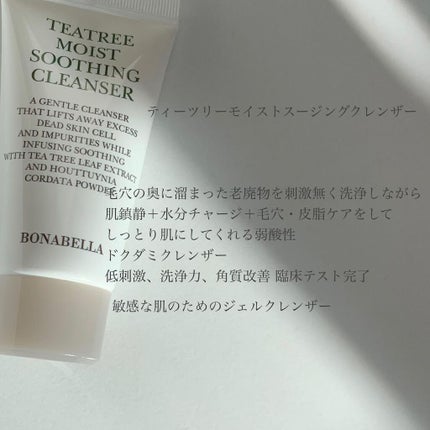 TEATREE
MOIST
SOOTHING
CLEANSER
A GENTLE CLEANSER
THAT LIFTS AWAY EXCESS
DEAD SKIN CELL
AND IMPURITIES WHILE
INFUSING SOOTHING
WITH TEA TREE LEAF EXTRACT
AND HOUTTUYNIA
CORDATA POWDER
BONABELLA
ティーツリーモイストスージングクレンザー
毛穴の奥に溜まった老廃物を刺激無く洗浄しながら
肌鎮静+水分チャージ+毛穴・皮脂ケアをして
しっとり肌にしてくれる弱酸性
ドクダミクレンザー
低刺激、洗浄力、角質改善 臨床テスト完了
敏感な肌のためのジェルクレンザー